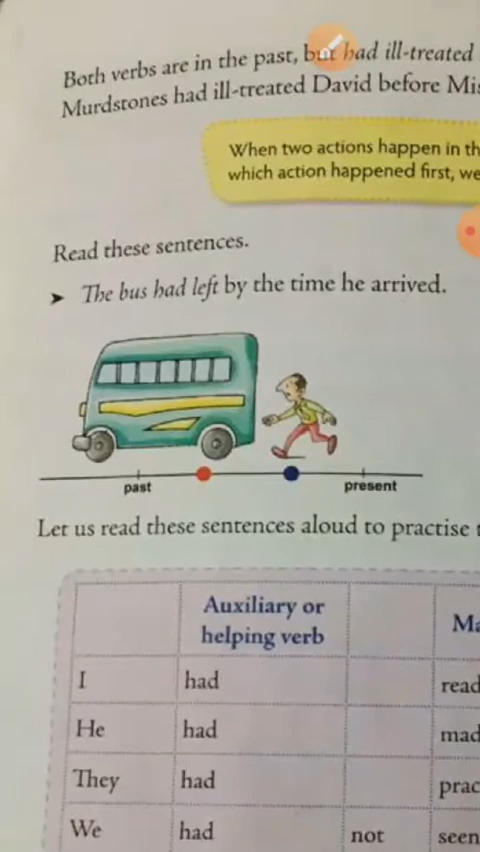 Both verbs are in the past, but had ill-treated
Murdstones had ill-treated David before
When two actions happen in
which action happened first, we
Read these sentences.
➤ The bus had left by the time he arrived.
past present
Let us read these sentences aloud to practise
Auxiliary or
helping verb
I had read
He had
They had
We had not seen